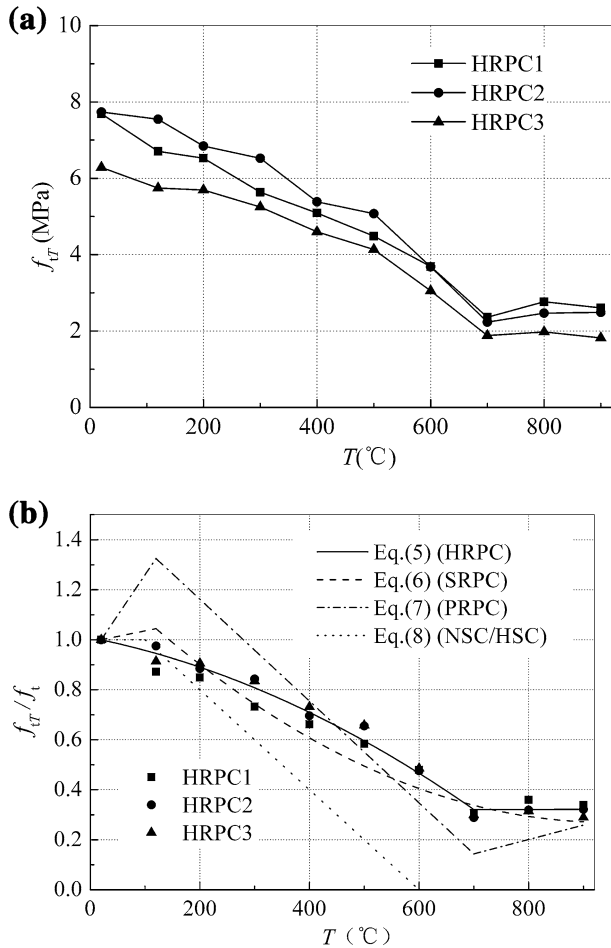 (a)
10
8
6
4
2
0
f_tT (MPa)
HRPC1
HRPC2
HRPC3
0 200 400 600 800
T(℃)
(b)
1.4
1.2
1.0
0.8
0.6
0.4
0.2
0.0
f_tT/f_t
Eq.(5) (HRPC)
Eq.(6) (SRPC)
Eq.(7) (PRPC)
Eq.(8) (NSC/HSC)
HRPC1
HRPC2
HRPC3
0 200 400 600 800
T (℃)